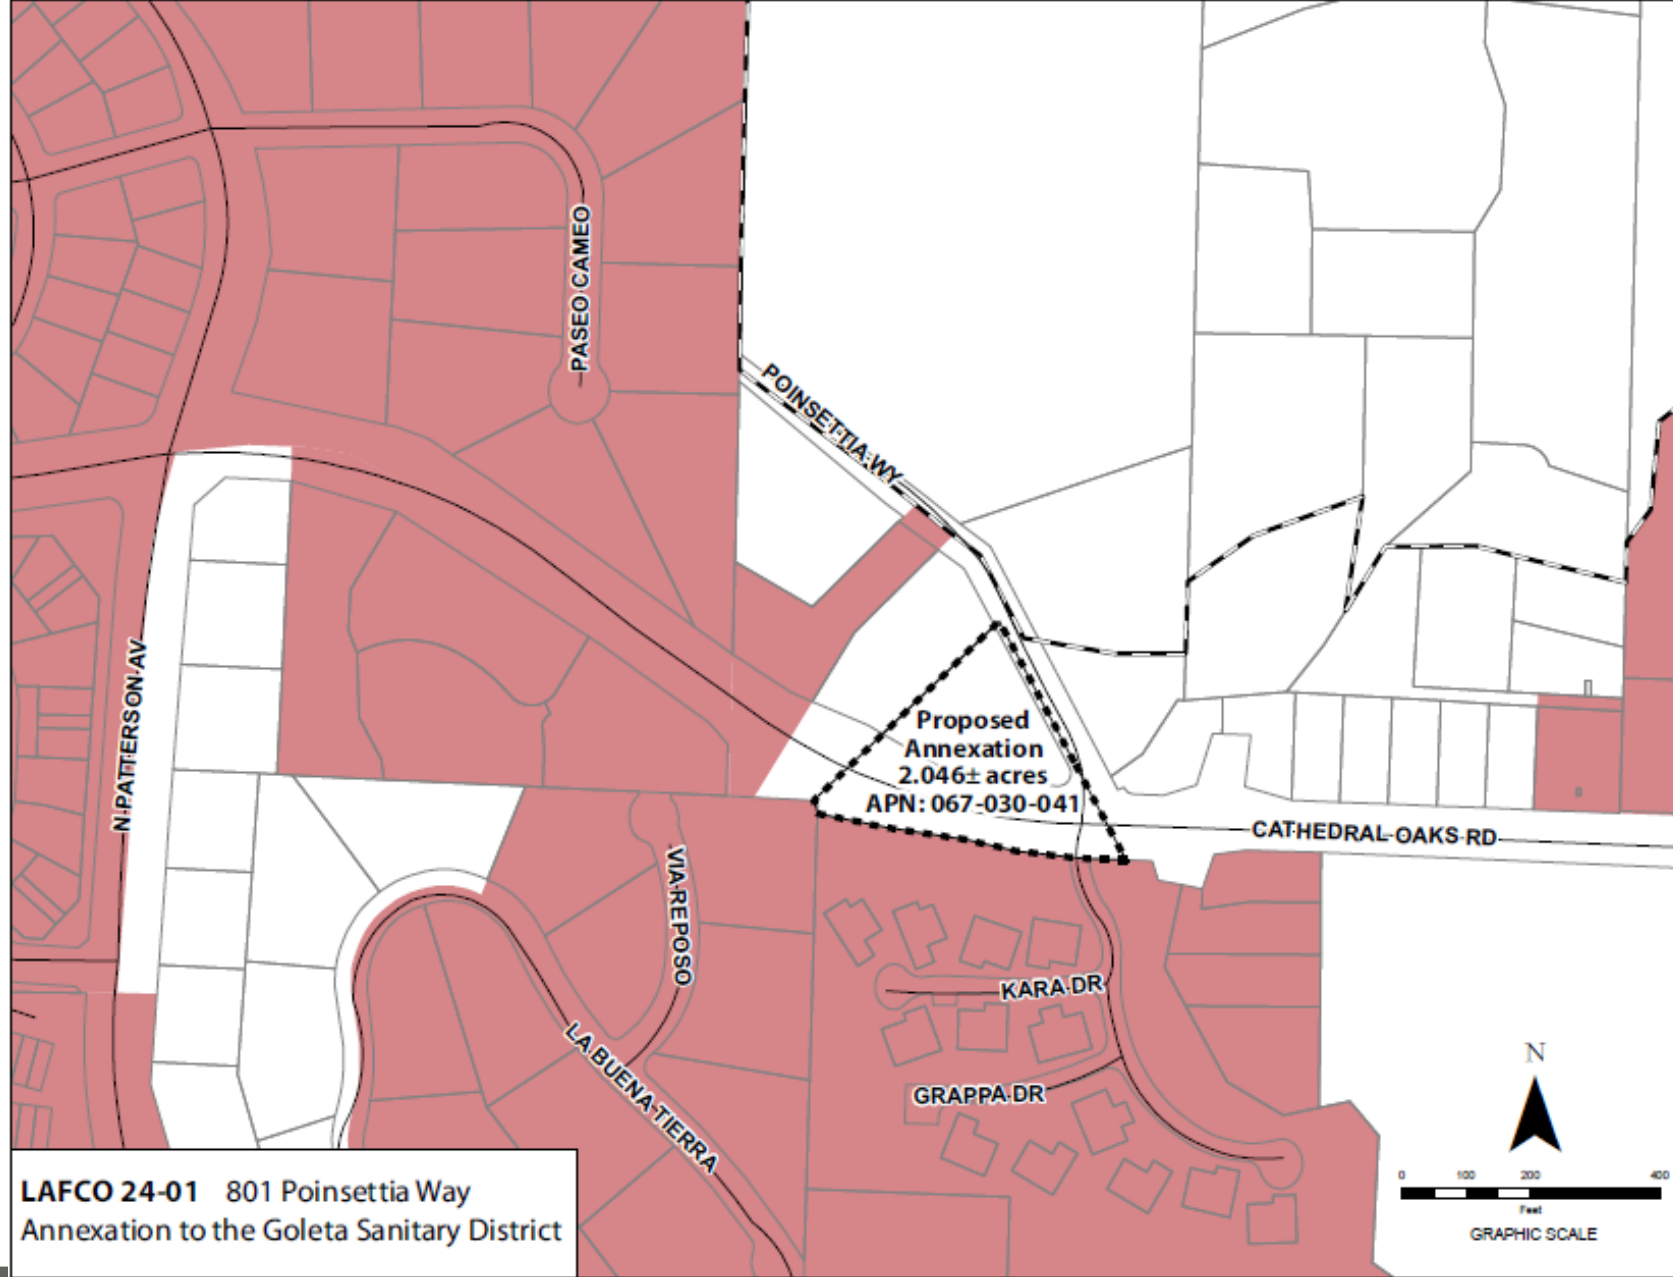 PASEO CAMEO
POINSETTIA WY
N PATTERSON AV
Proposed
Annexation
2.046± acres
APN: 067-030-041
CATHEDRAL OAKS RD
VIA REPOSO
KARA DR
LA BUENA TIERRA
GRAPPA DR
N
0 100 200 400
Feet
GRAPHIC SCALE
LAFCO 24-01 801 Poinsettia Way
Annexation to the Goleta Sanitary District